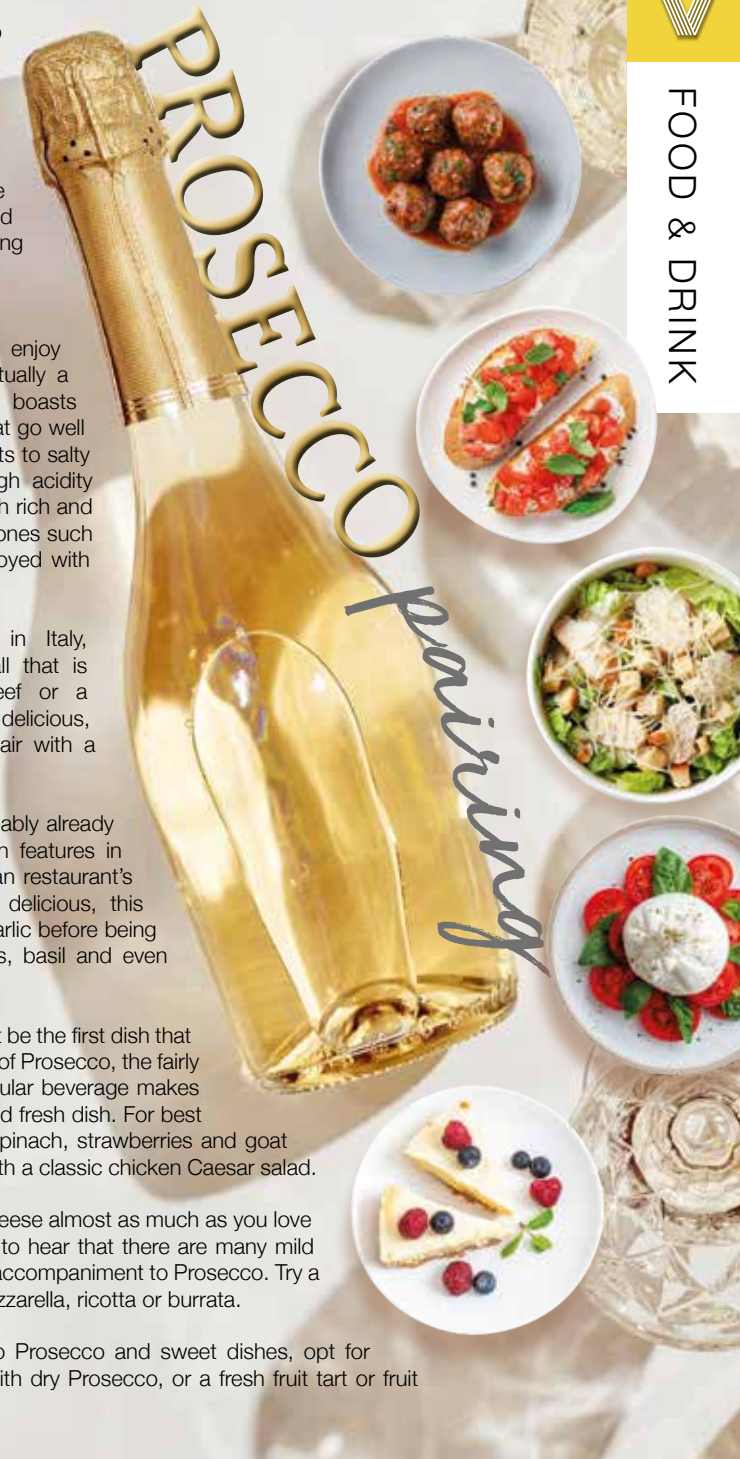 FOOD & DRINK
PROSECCO
pairing
e
d
ng
enjoy
tually a
boasts
at go well
ts to salty
gh acidity
h rich and
ones such
oyed with
in Italy,
ll that is
eef or a
delicious,
air with a
ably already
n features in
an restaurant's
delicious, this
arlic before being
s, basil and even
t be the first dish that
of Prosecco, the fairly
ular beverage makes
d fresh dish. For best
pinach, strawberries and goat
th a classic chicken Caesar salad.
eese almost as much as you love
to hear that there are many mild
accompaniment to Prosecco. Try a
zzarella, ricotta or burrata.
o Prosecco and sweet dishes, opt for
ith dry Prosecco, or a fresh fruit tart or fruit